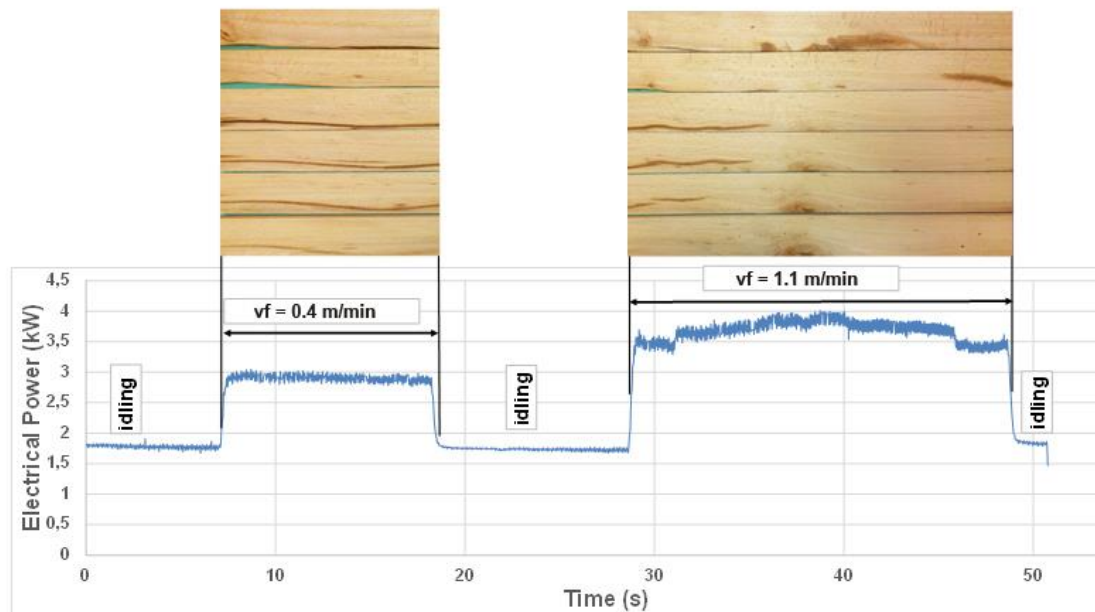 4,5
4
3,5
3
2,5
2
1,5
1
0,5
0
Electrical Power (kW)
vf = 0.4 m/min
vf = 1.1 m/min
idling
idling
idling
0 10 20 30 40 50
Time (s)